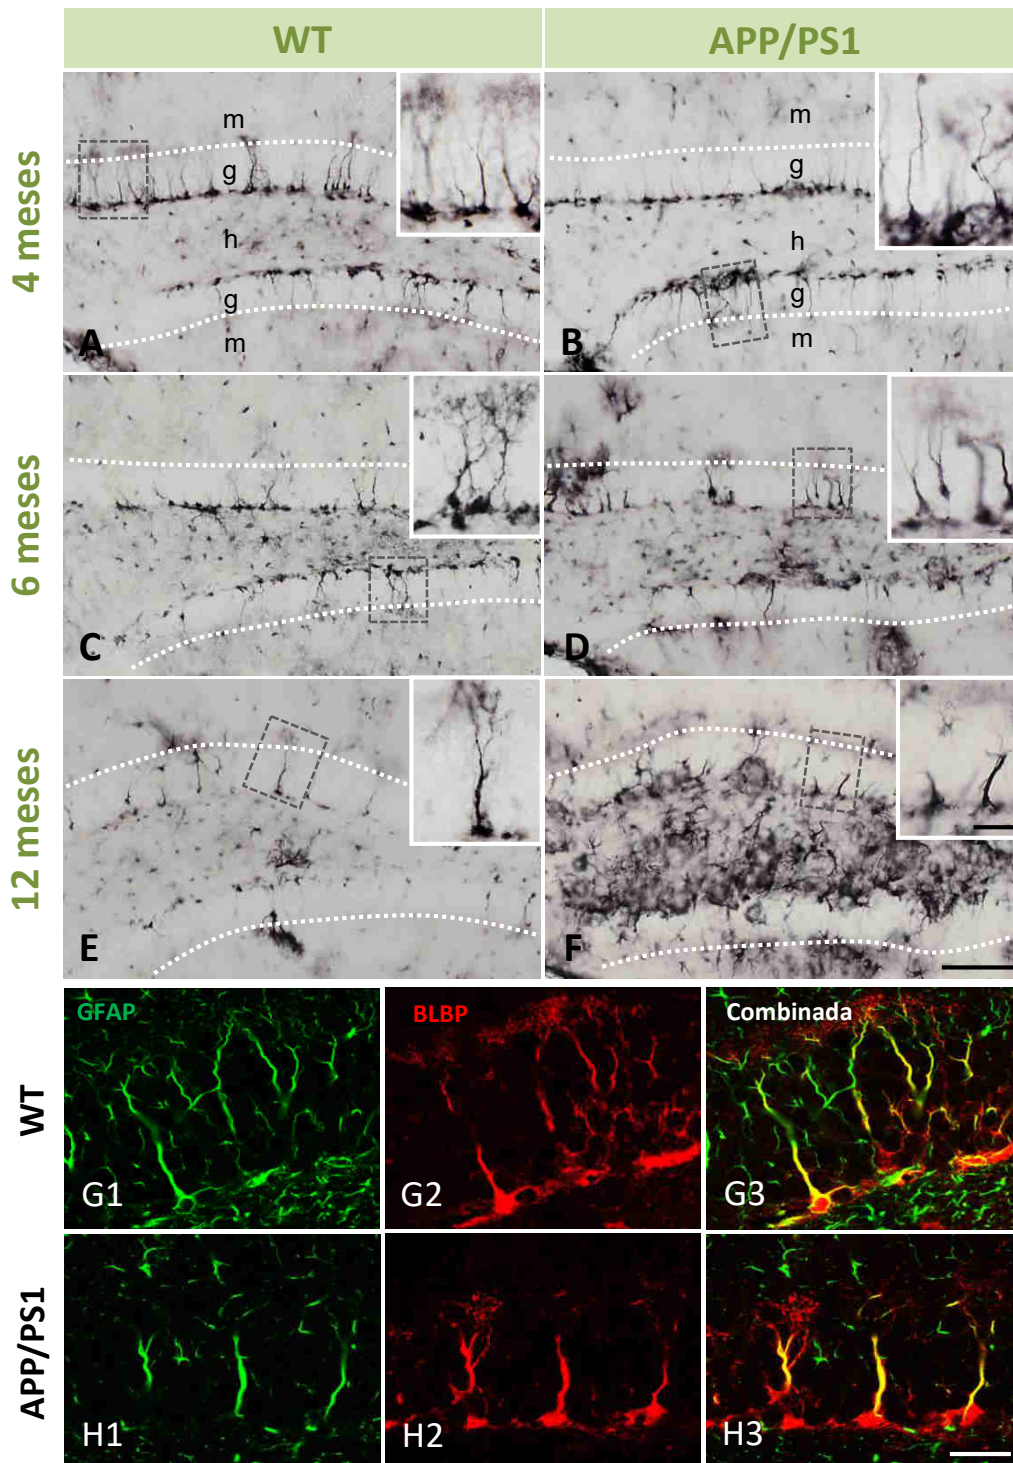 WT
APP/PS1
4 meses
m
g
h
g
m
A
m
g
h
g
m
B
6 meses
C
D
12 meses
E
F
WT
GFAP
G1
BLBP
G2
Combinada
G3
APP/PS1
H1
H2
H3